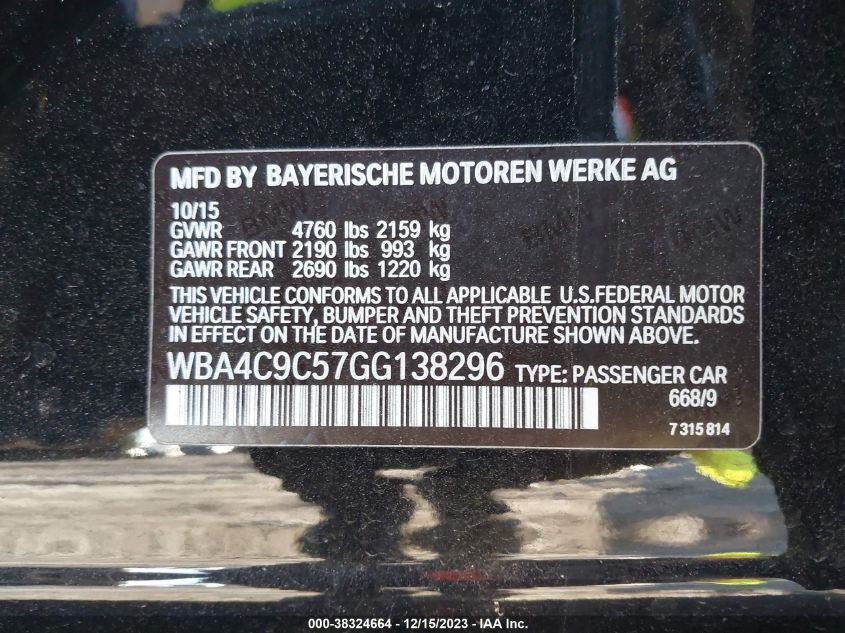 MFD BY BAYERISCHE MOTOREN WERKE AG
10/15
GVWR 4760 lbs 2159 kg
GAWR FRONT 2190 lbs 993 kg
GAWR REAR 2690 lbs 1220 kg
THIS VEHICLE CONFORMS TO ALL APPLICABLE U.S.FEDERAL MOTOR
VEHICLE SAFETY, BUMPER AND THEFT PREVENTION STANDARDS
IN EFFECT ON THE DATE OF MANUFACTURE SHOWN ABOVE.
WBA4C9C57GG138296 TYPE: PASSENGER CAR
668/9
7 315 814
000-38324664 - 12/15/2023 - IAA Inc.